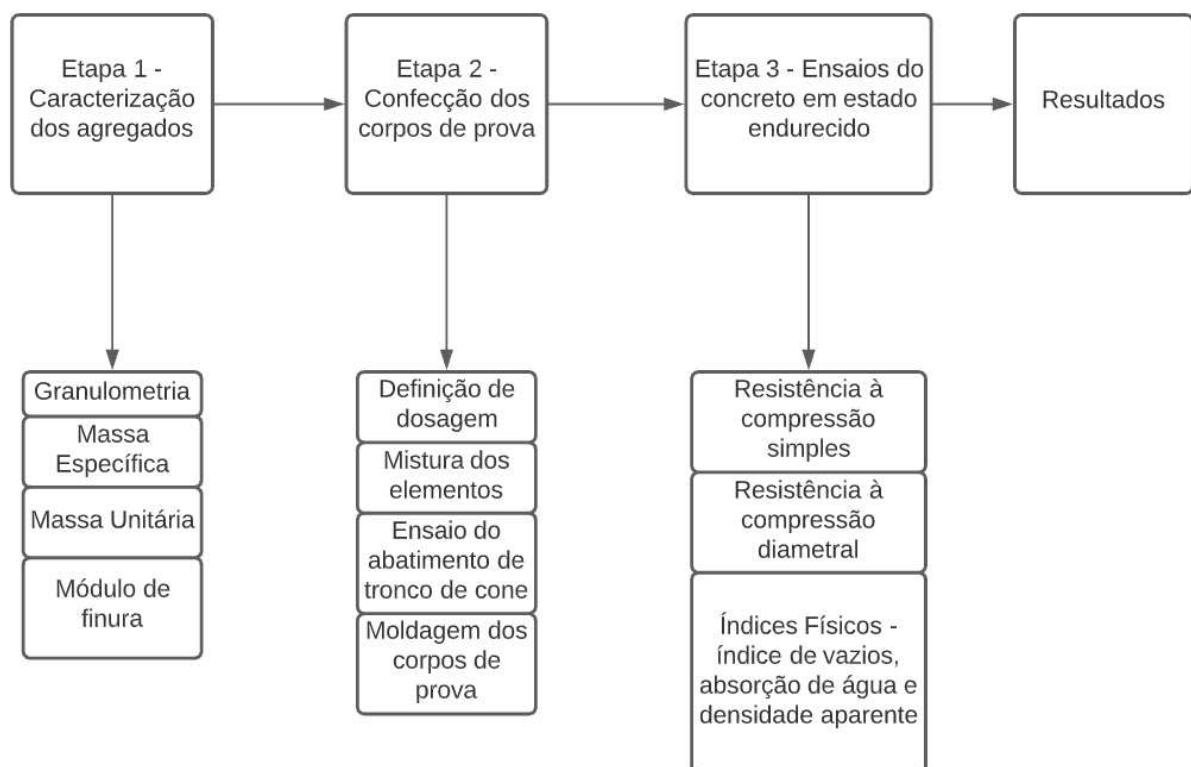 Etapa 1 -
Caracterização
dos agregados
Etapa 2 -
Confecção dos
corpos de prova
Etapa 3 - Ensaios do
concreto em estado
endurecido
Resultados
Granulometria
Massa
Específica
Massa Unitária
Módulo de
finura
Definição de
dosagem
Mistura dos
elementos
Ensaio do
abatimento de
tronco de cone
Moldagem dos
corpos de
prova
Resistência à
compressão
simples
Resistência à
compressão
diametral
Índices Físicos -
índice de vazios,
absorção de água e
densidade aparente